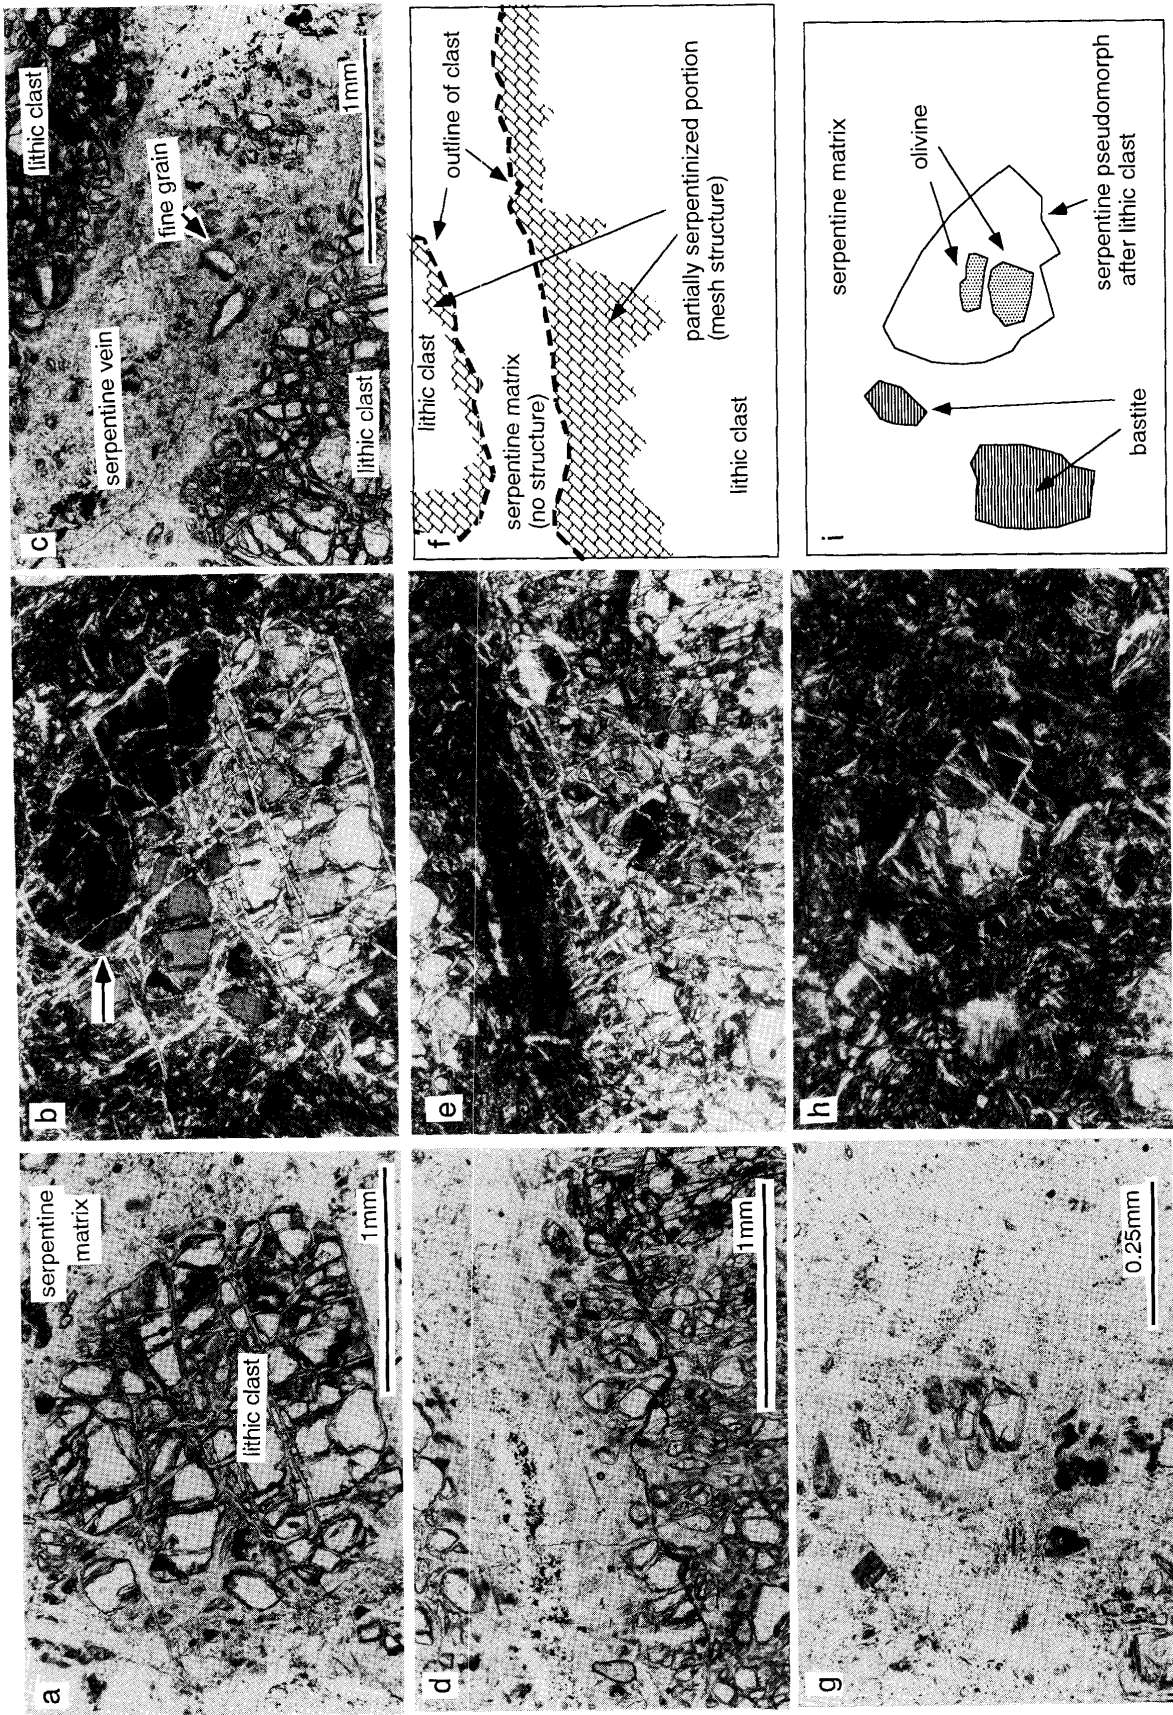 a
serpentine
matrix
lithic clast
1mm
b
c
lithic clast
serpentine vein
fine grain
lithic clast
1mm
d
1mm
e
f
lithic clast
outline of clast
serpentine matrix
(no structure)
partially serpentinized portion
(mesh structure)
lithic clast
g
0.25mm
h
i
serpentine matrix
olivine
bastite
serpentine pseudomorph
after lithic clast